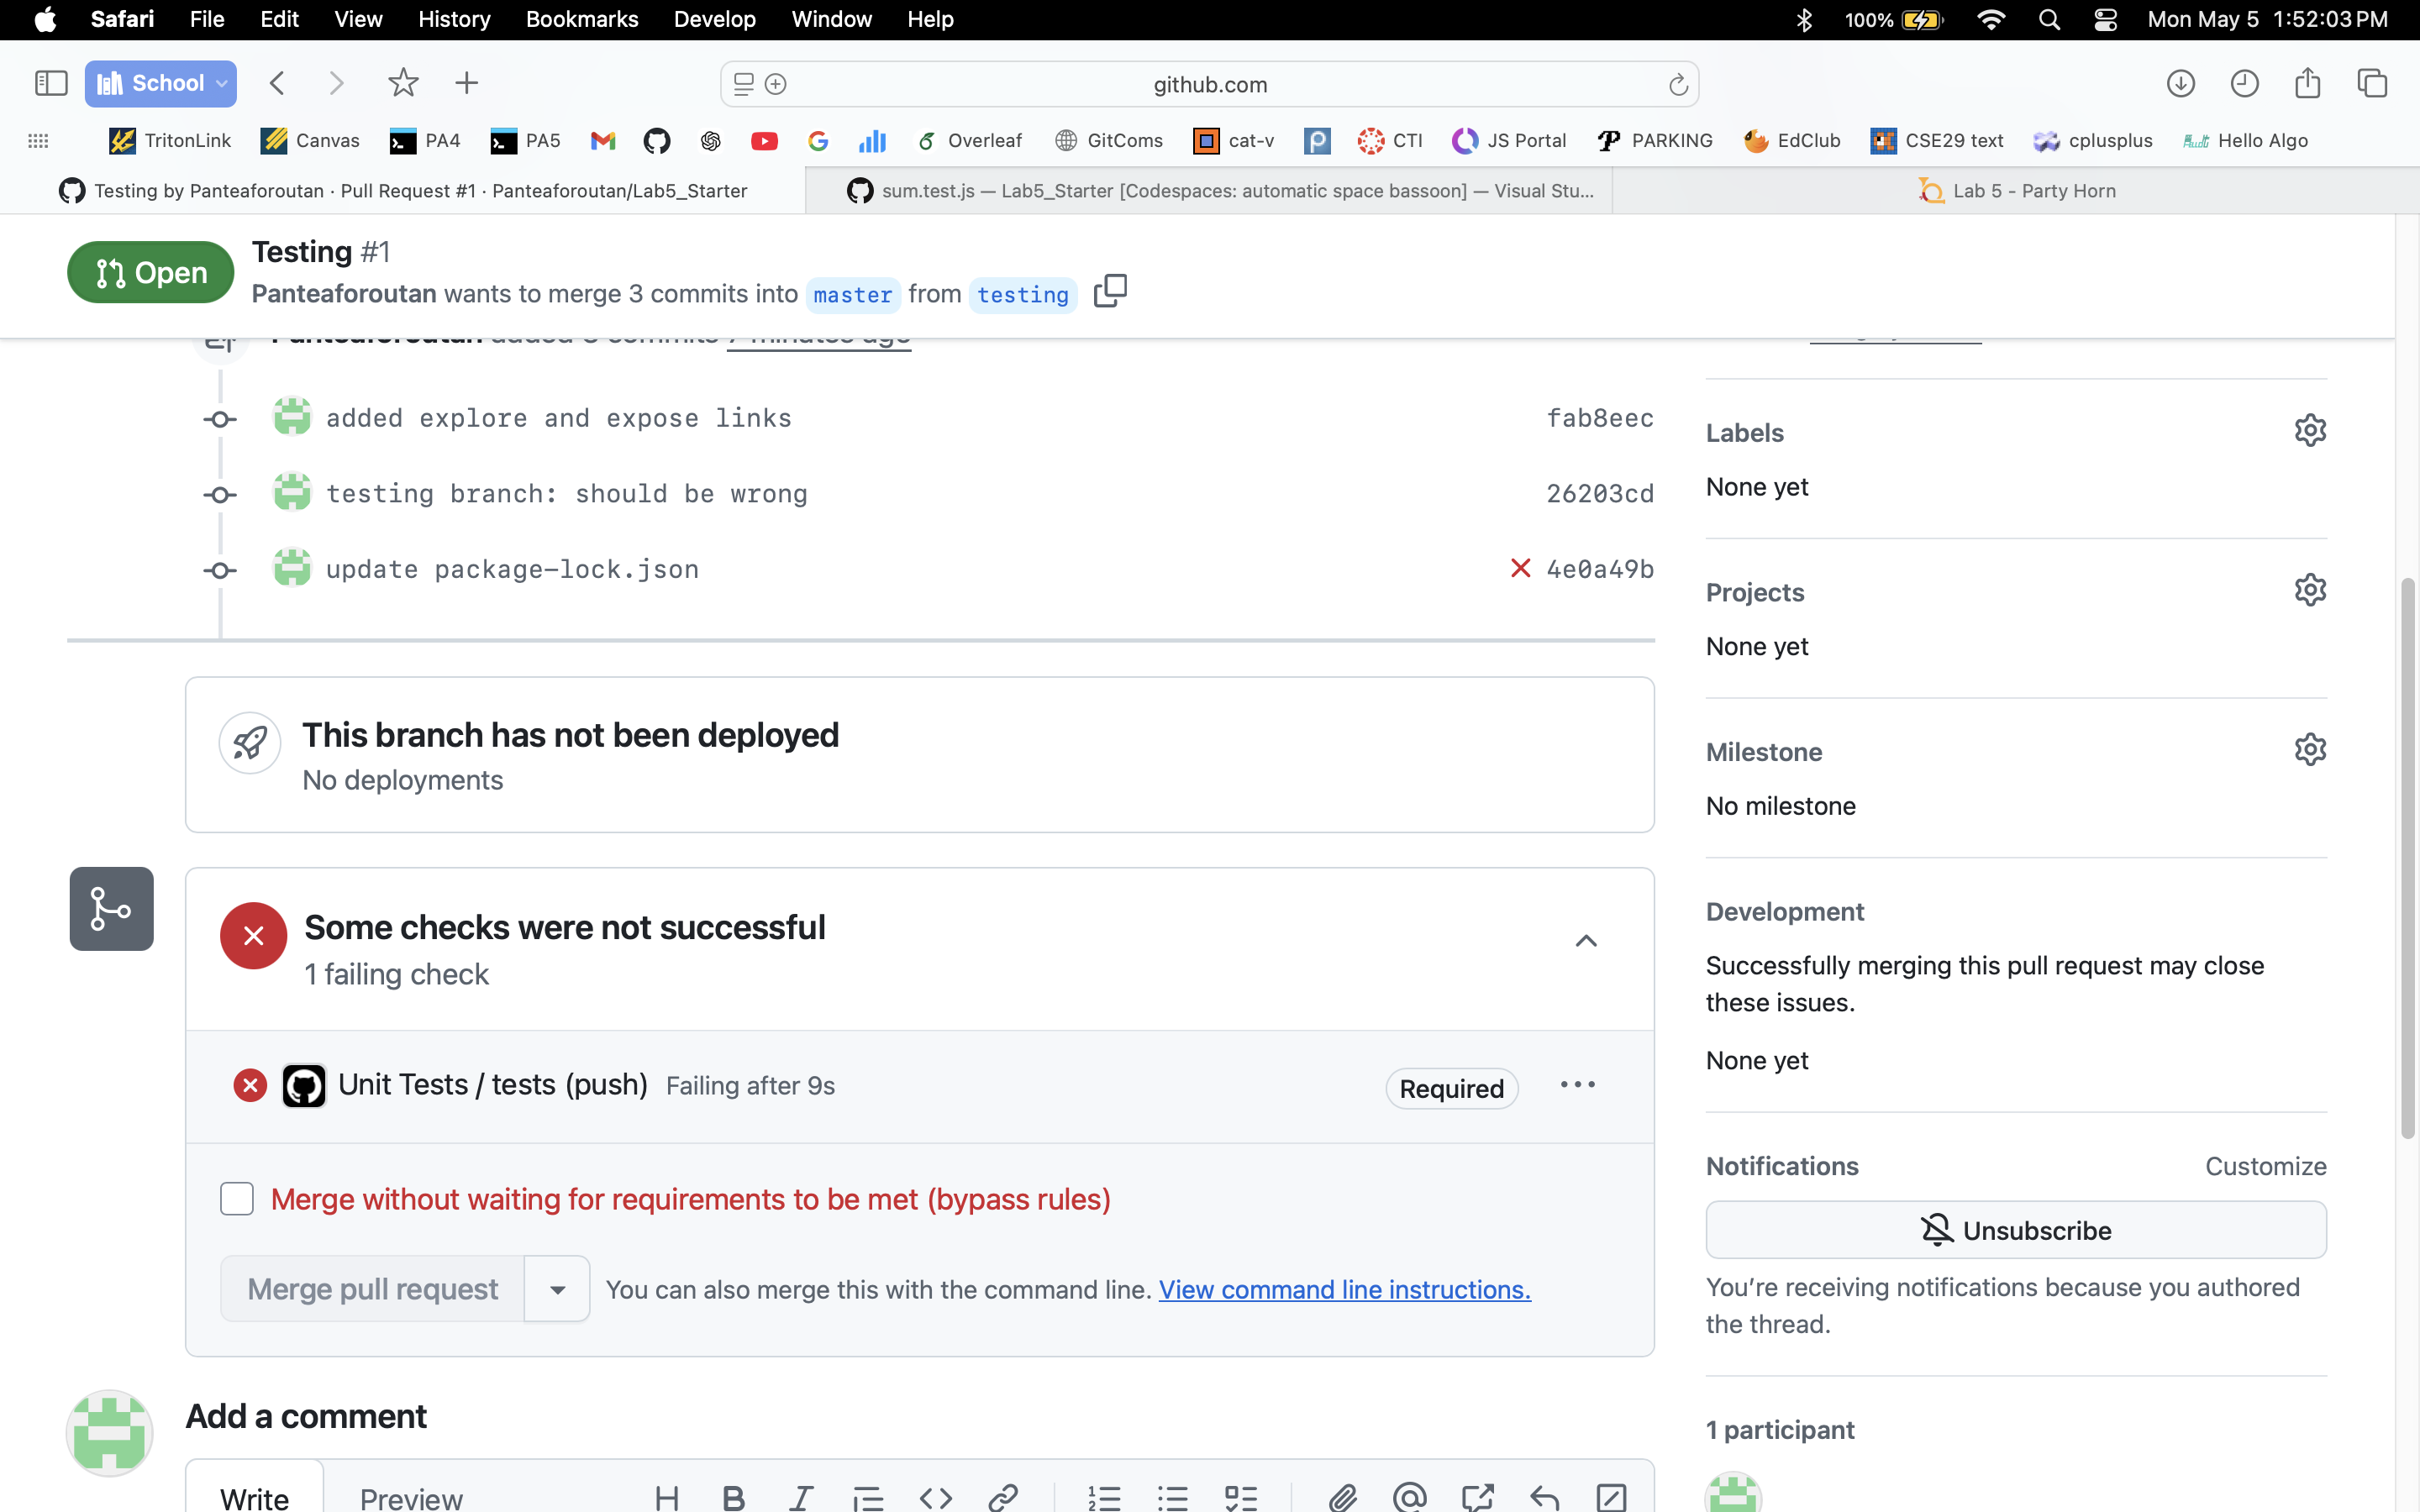 Safari File Edit View History Bookmarks Develop Window Help 100% Mon May 5 1:52:03 PM
School github.com
TritonLink Canvas PA4 PA5 Overleaf GitComs cat-v CTI JS Portal PARKING EdClub CSE29 text cplusplus Hello Algo
Testing by Panteaforoutan · Pull Request #1 · Panteaforoutan/Lab5_Starter
sum.test.js — Lab5_Starter [Codespaces: automatic space bassoon] — Visual Stu...
Lab 5 - Party Horn
Open
Testing #1
Panteaforoutan wants to merge 3 commits into master from testing
Panteaforoutan added 3 commits 7 minutes ago
added explore and expose links fab8eec
testing branch: should be wrong 26203cd
update package-lock.json 4e0a49b
This branch has not been deployed
No deployments
Some checks were not successful
1 failing check
Unit Tests / tests (push) Failing after 9s Required
Merge without waiting for requirements to be met (bypass rules)
Merge pull request You can also merge this with the command line. View command line instructions.
Add a comment
Write Preview
Labels
None yet
Projects
None yet
Milestone
No milestone
Development
Successfully merging this pull request may close
these issues.
None yet
Notifications Customize
Unsubscribe
You're receiving notifications because you authored
the thread.
1 participant